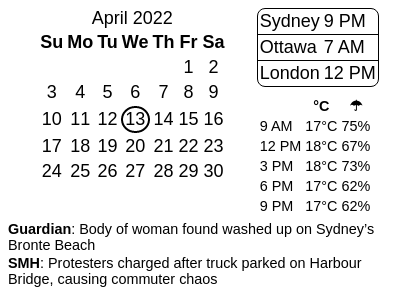 April 2022
Su Mo Tu We Th Fr Sa
1 2
3 4 5 6 7 8 9
10 11 12 13 14 15 16
17 18 19 20 21 22 23
24 25 26 27 28 29 30
Sydney 9 PM
Ottawa 7 AM
London 12 PM
°C ☂
9 AM 17°C 75%
12 PM 18°C 67%
3 PM 18°C 73%
6 PM 17°C 62%
9 PM 17°C 62%
Guardian: Body of woman found washed up on Sydney’s
Bronte Beach
SMH: Protesters charged after truck parked on Harbour
Bridge, causing commuter chaos